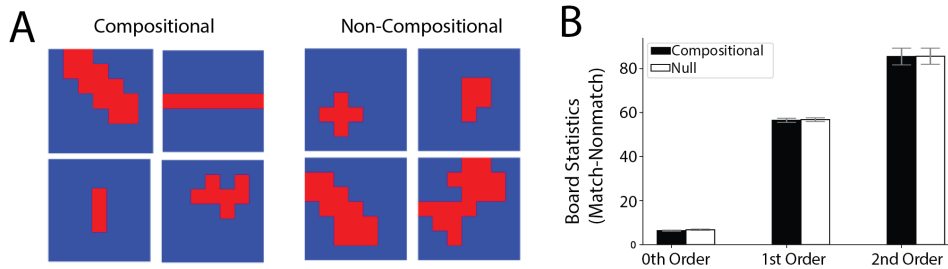 A
Compositional
Non-Compositional
B
Compositional
Null
Board Statistics
(Match-Nonmatch)
80
60
40
20
0
0th Order
1st Order
2nd Order